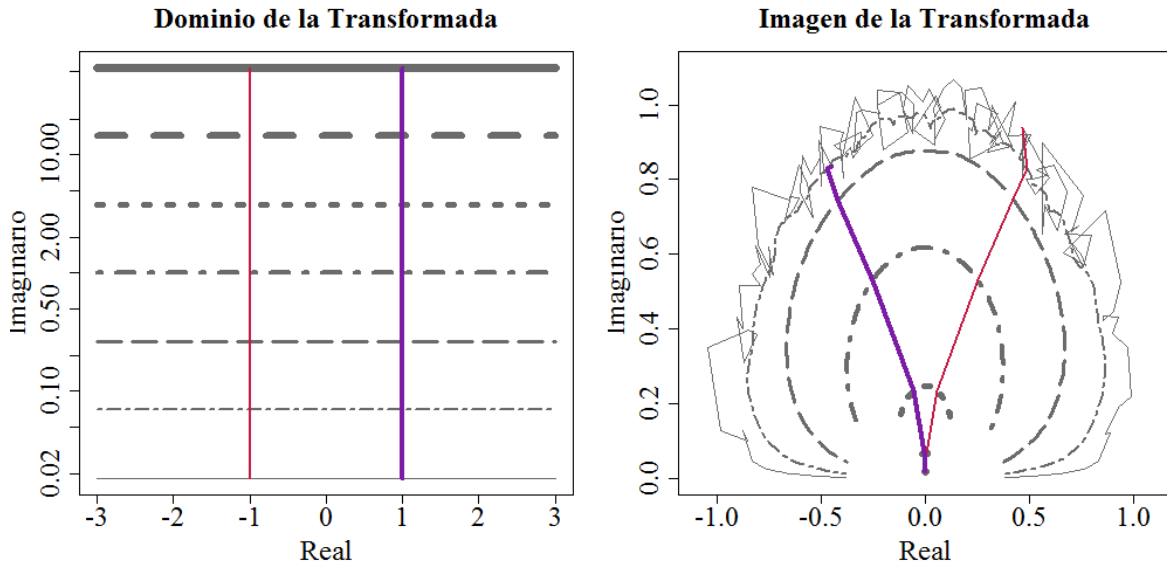 Dominio de la Transformada
Imaginario
10.00
2.00
0.50
0.10
0.02
-3 -2 -1 0 1 2 3
Real
Imagen de la Transformada
Imaginario
1.0
0.8
0.6
0.4
0.2
0.0
-1.0 -0.5 0.0 0.5 1.0
Real